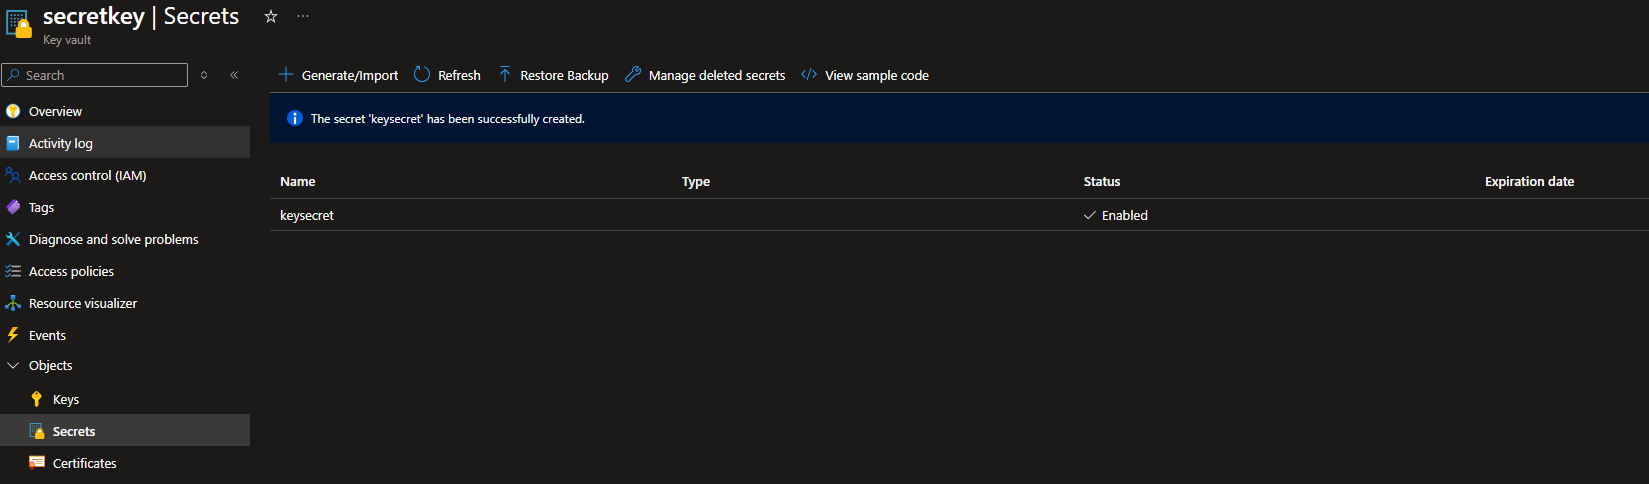 secretkey | Secrets
Key vault
Search
Generate/Import Refresh Restore Backup Manage deleted secrets View sample code
Overview
The secret 'keysecret' has been successfully created.
Activity log
Access control (IAM)
Name Type Status Expiration date
Tags
keysecret Enabled
Diagnose and solve problems
Access policies
Resource visualizer
Events
Objects
Keys
Secrets
Certificates